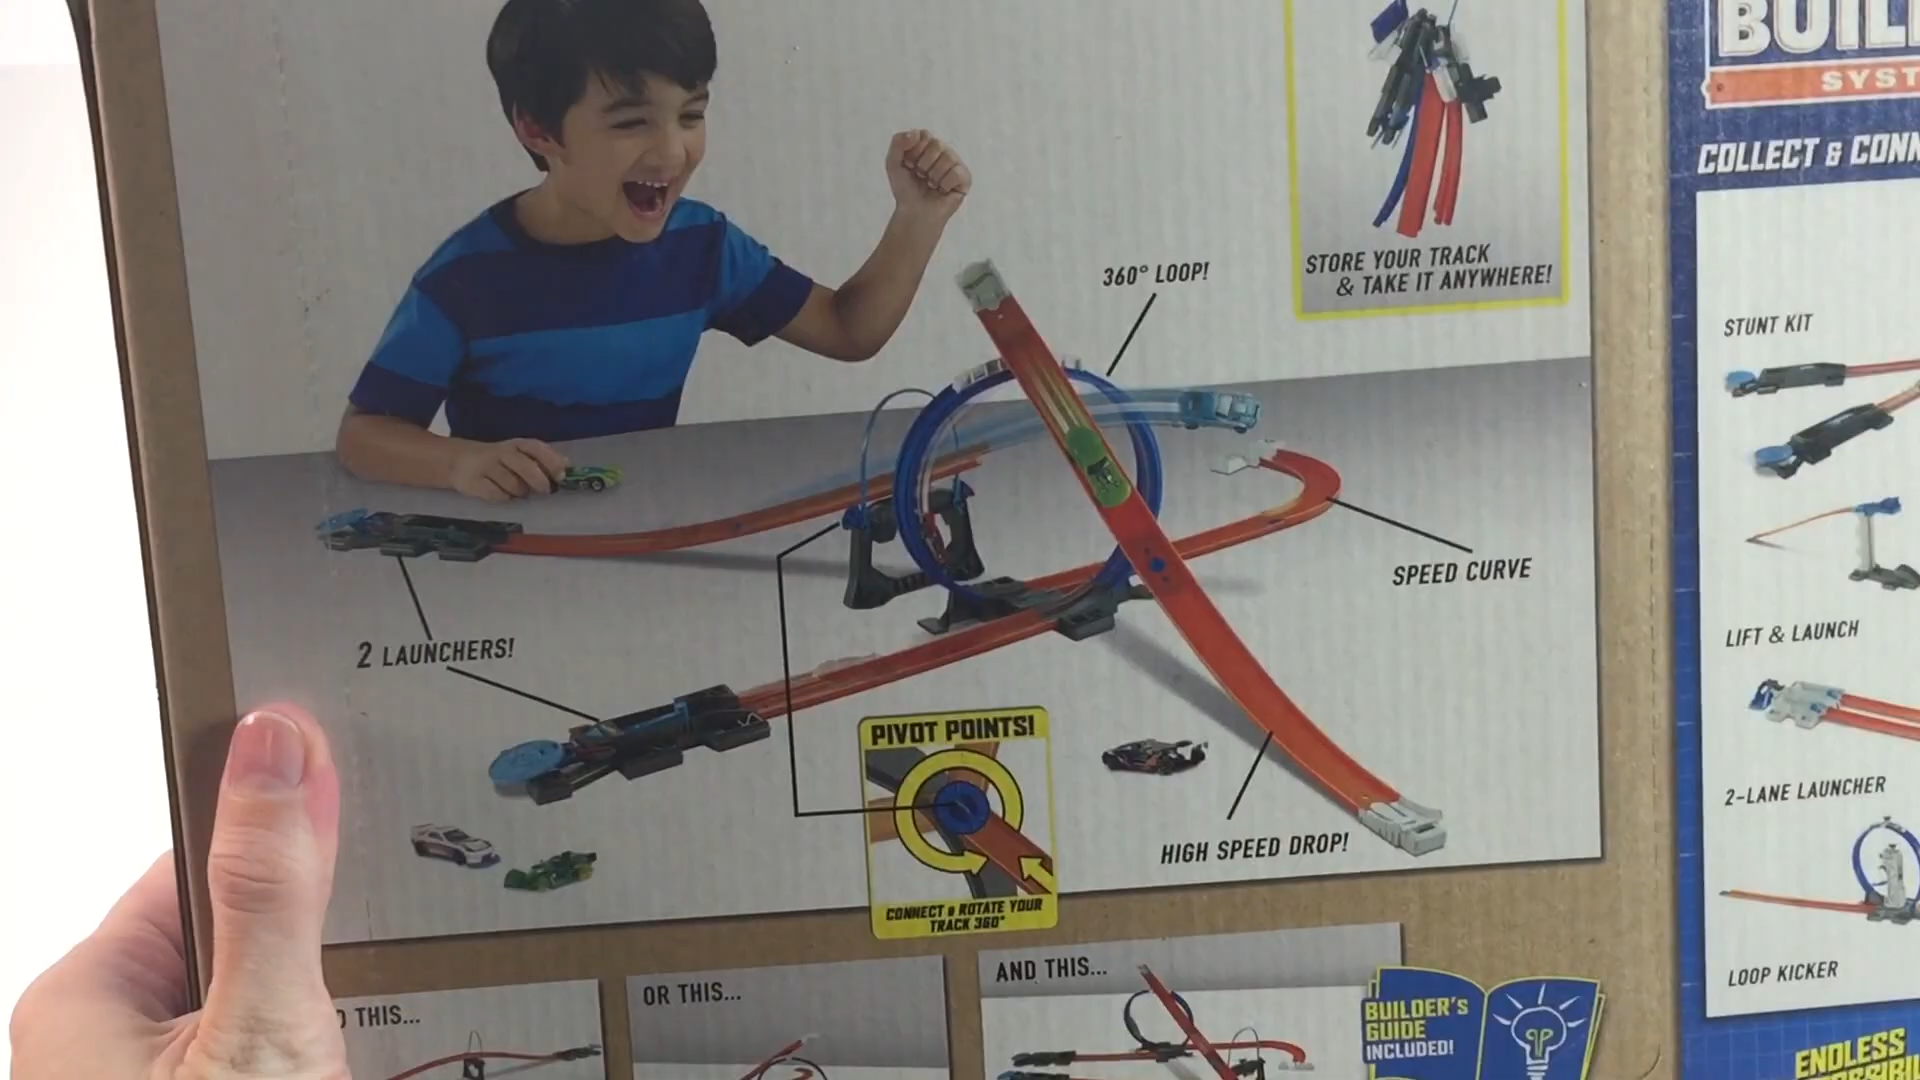 STORE YOUR TRACK
& TAKE IT ANYWHERE!
360° LOOP!
SPEED CURVE
2 LAUNCHERS!
PIVOT POINTS!
CONNECT & ROTATE YOUR
TRACK 360°
HIGH SPEED DROP!
THIS...
OR THIS...
AND THIS...
BUILDER'S
GUIDE
INCLUDED!
COLLECT &
STUNT KIT
LIFT & LAUNCH
2-LANE LAUNCHER
LOOP KICKER
ENDLESS